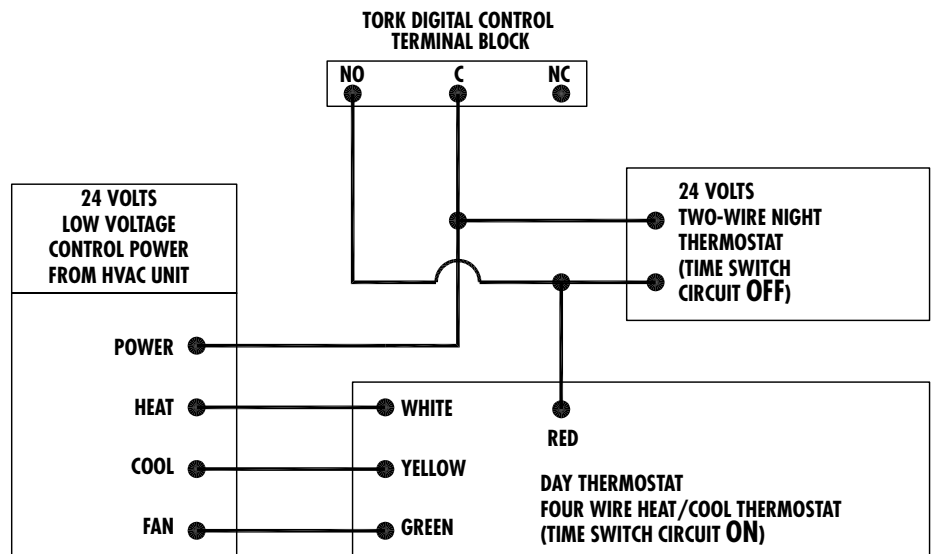 TORK DIGITAL CONTROL
TERMINAL BLOCK
NO C NC
24 VOLTS
LOW VOLTAGE
CONTROL POWER
FROM HVAC UNIT
24 VOLTS
TWO-WIRE NIGHT
THERMOSTAT
(TIME SWITCH
CIRCUIT OFF)
POWER
HEAT
WHITE
RED
COOL
YELLOW
FAN
GREEN
DAY THERMOSTAT
FOUR WIRE HEAT/COOL THERMOSTAT
(TIME SWITCH CIRCUIT ON)